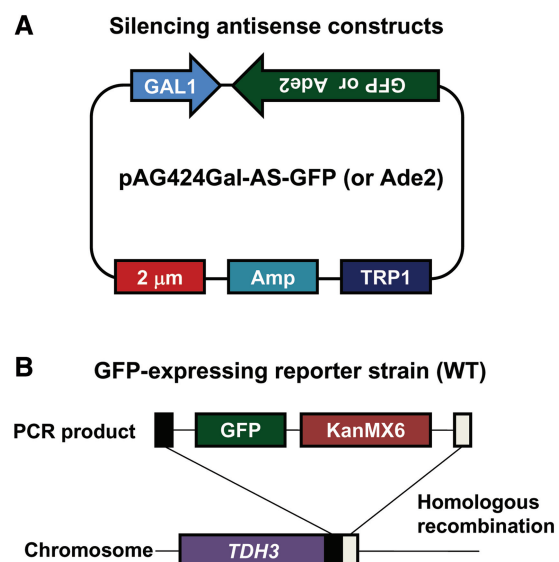 A Silencing antisense constructs
GAL1
GFP or Ade2
pAG424Gal-AS-GFP (or Ade2)
2 μm
Amp
TRP1
B GFP-expressing reporter strain (WT)
PCR product
GFP
KanMX6
Homologous
recombination
Chromosome
TDH3